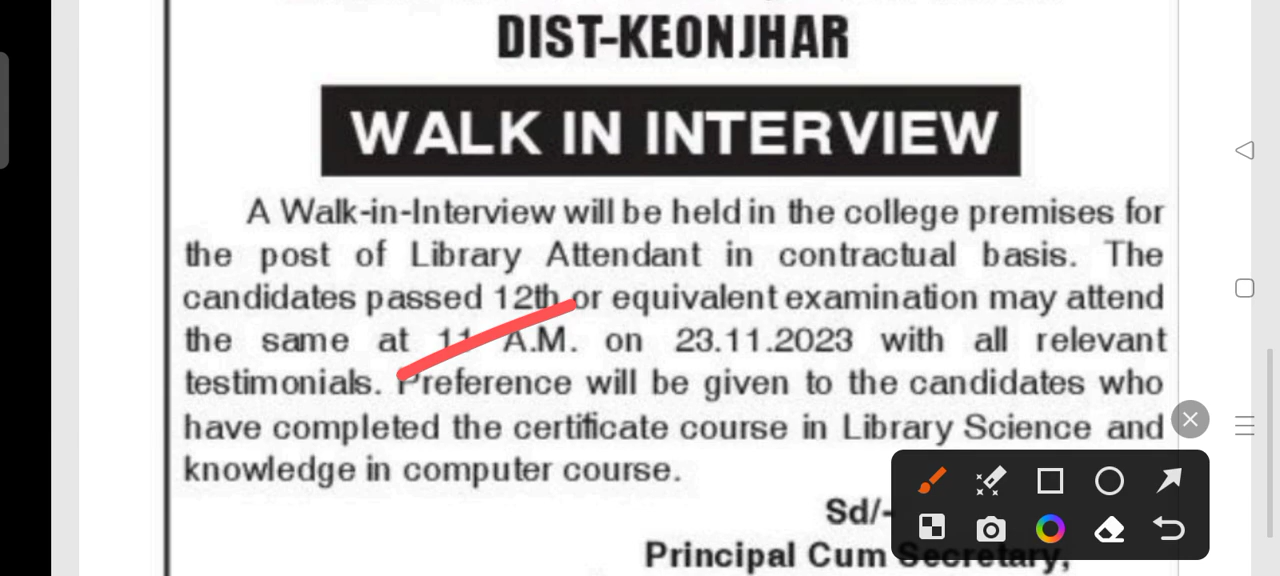 DIST-KEONJHAR
WALK IN INTERVIEW
A Walk-in-Interview will be held in the college premises for
the post of Library Attendant in contractual basis. The
candidates passed 12th or equivalent examination may attend
the same at 11 A.M. on 23.11.2023 with all relevant
testimonials. Preference will be given to the candidates who
have completed the certificate course in Library Science and
knowledge in computer course.
Sd/-
Principal Cum Secretary,